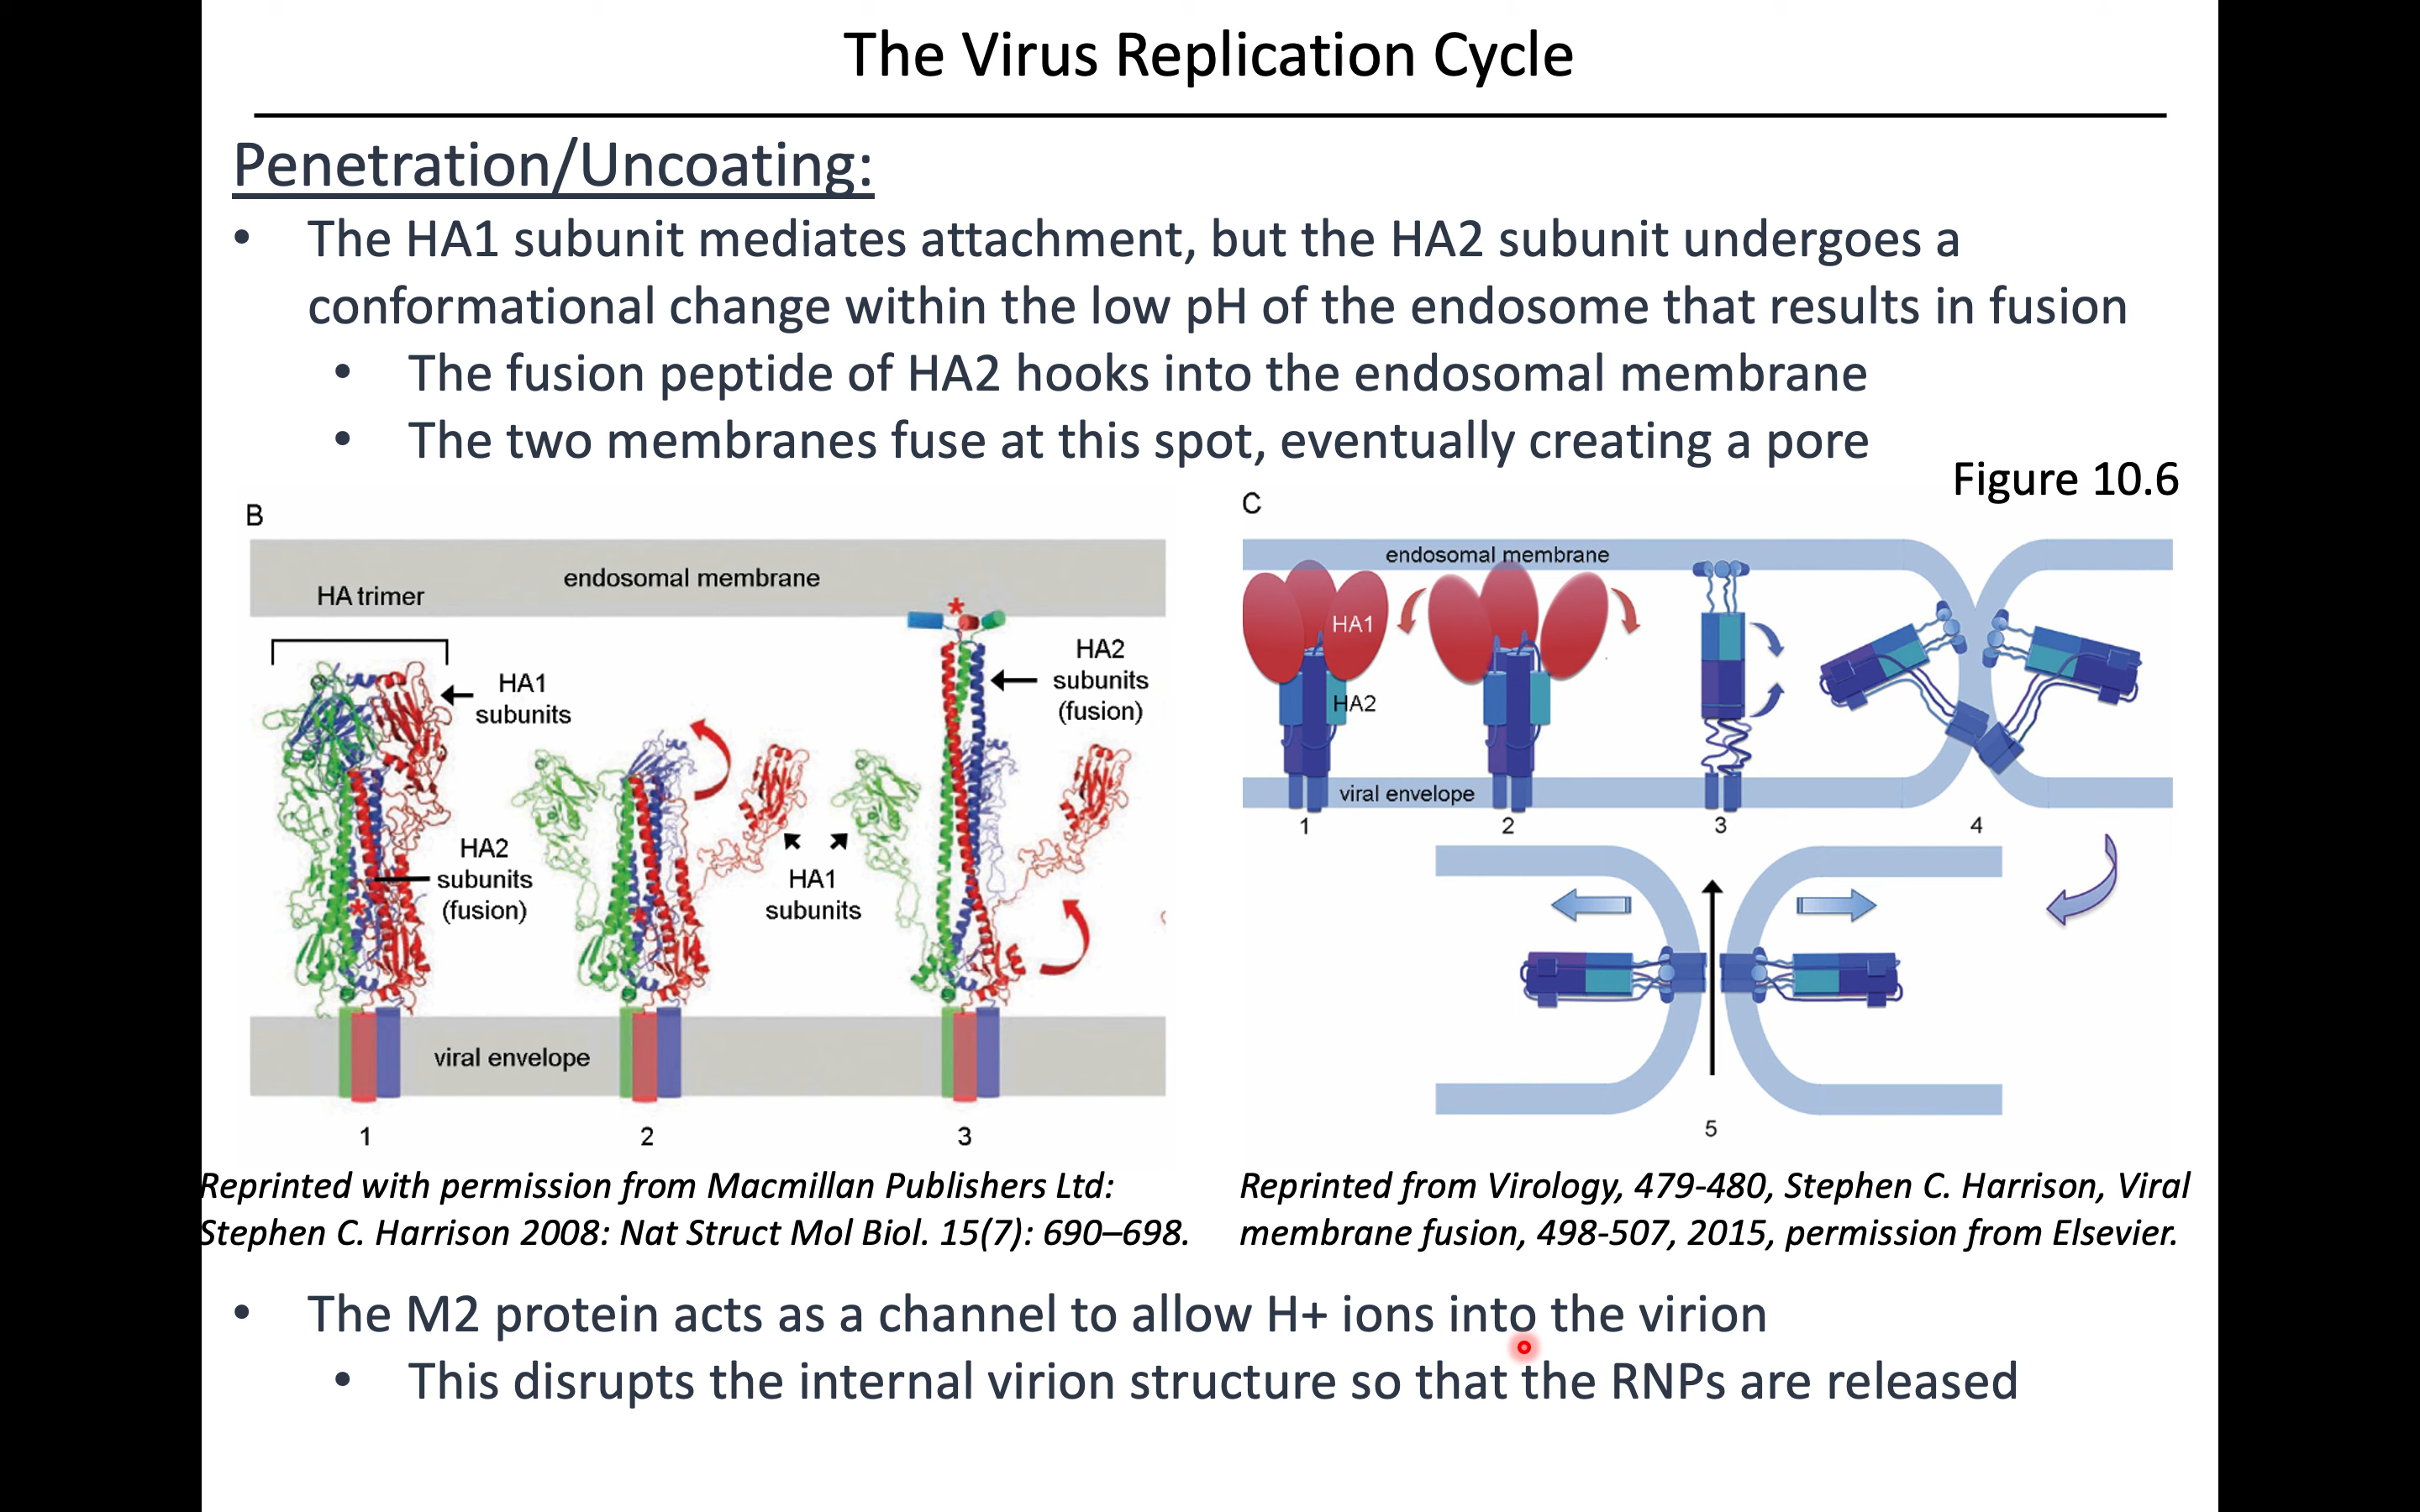 The Virus Replication Cycle
Penetration/Uncoating:
• The HA1 subunit mediates attachment, but the HA2 subunit undergoes a
conformational change within the low pH of the endosome that results in fusion
• The fusion peptide of HA2 hooks into the endosomal membrane
• The two membranes fuse at this spot, eventually creating a pore
Figure 10.6
B
endosomal membrane
HA trimer
HA1
subunits
HA2
subunits
(fusion)
HA1
subunits
HA2
subunits
(fusion)
*
*
*
viral envelope
1
2
3
C
endosomal membrane
HA1
HA2
viral envelope
1
2
3
4
5
Reprinted with permission from Macmillan Publishers Ltd:
Stephen C. Harrison 2008: Nat Struct Mol Biol. 15(7): 690–698.
Reprinted from Virology, 479-480, Stephen C. Harrison, Viral
membrane fusion, 498-507, 2015, permission from Elsevier.
• The M2 protein acts as a channel to allow H+ ions into the virion
• This disrupts the internal virion structure so that the RNPs are released